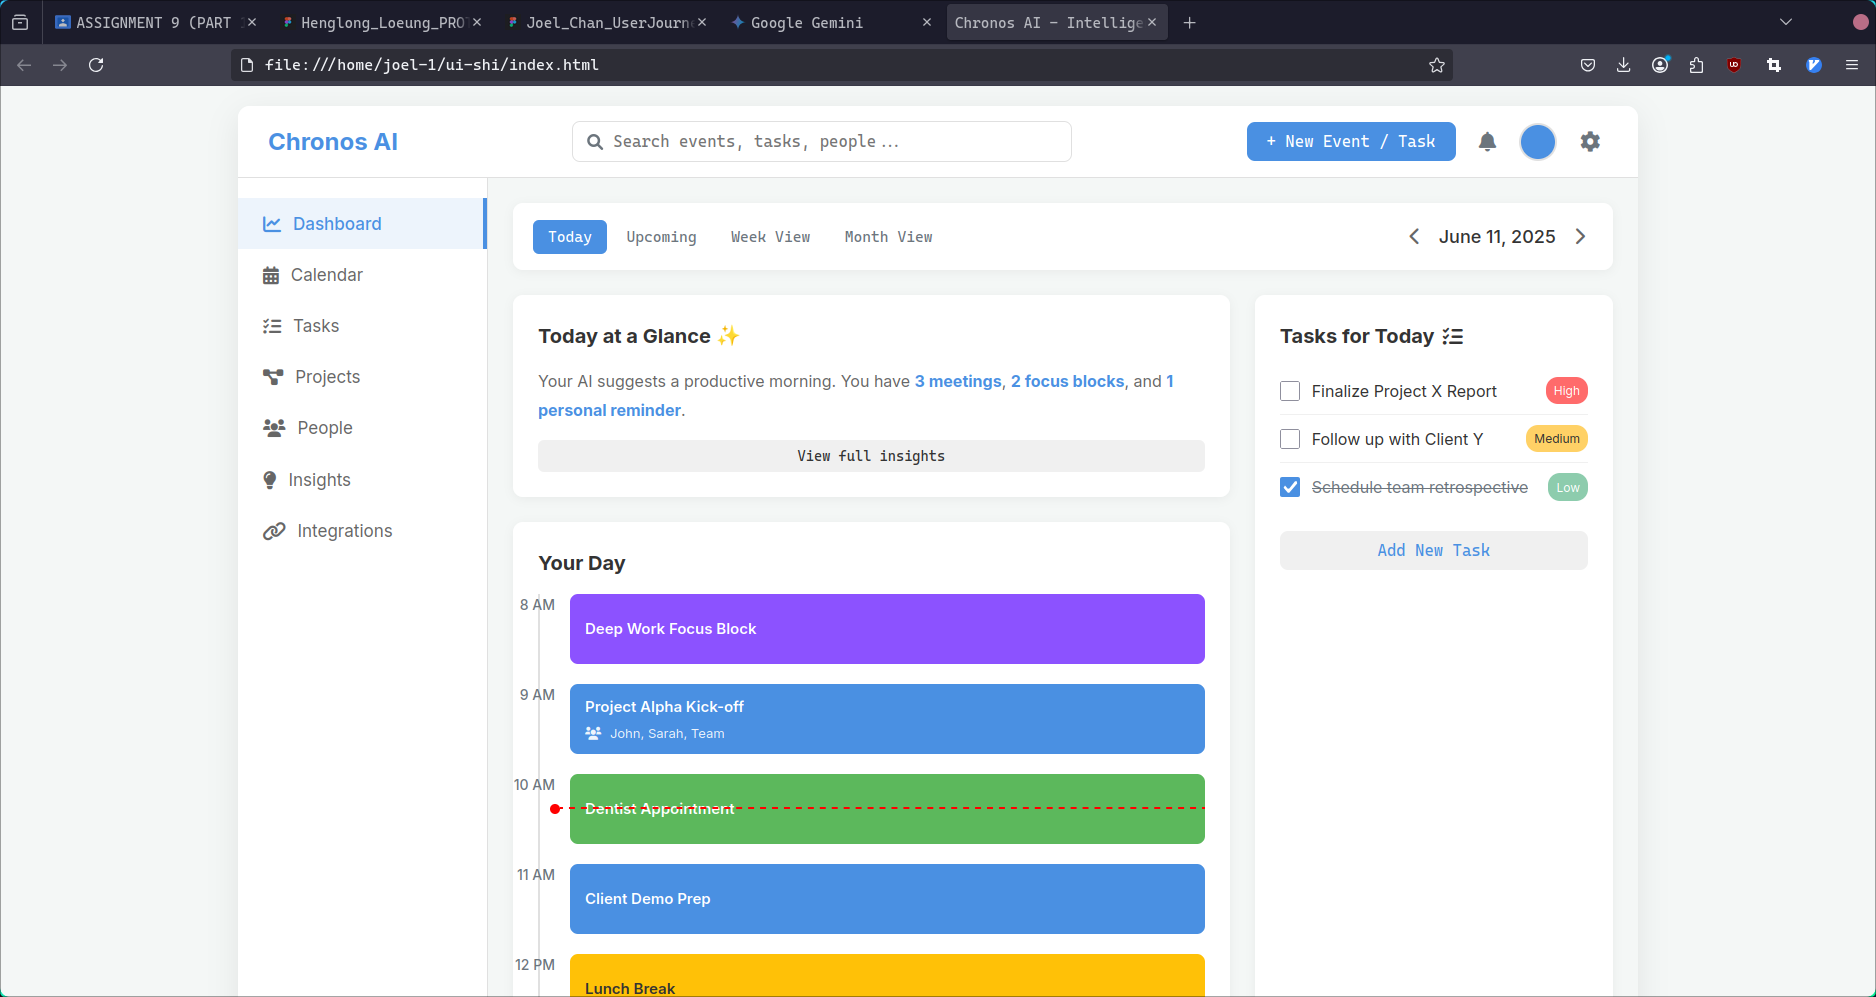 ASSIGNMENT 9 (PART
Henglong_Loeung_PRO
Joel_Chan_UserJourn
Google Gemini
Chronos AI - Intellige
file:///home/joel-1/ui-shi/index.html
Chronos AI
Search events, tasks, people...
+ New Event / Task
Dashboard
Calendar
Tasks
Projects
People
Insights
Integrations
Today
Upcoming
Week View
Month View
June 11, 2025
Today at a Glance ✨
Your AI suggests a productive morning. You have 3 meetings, 2 focus blocks, and 1
personal reminder.
View full insights
Your Day
8 AM
Deep Work Focus Block
9 AM
Project Alpha Kick-off
John, Sarah, Team
10 AM
Dentist Appointment
11 AM
Client Demo Prep
12 PM
Lunch Break
Tasks for Today
Finalize Project X Report
High
Follow up with Client Y
Medium
Schedule team retrospective
Low
Add New Task